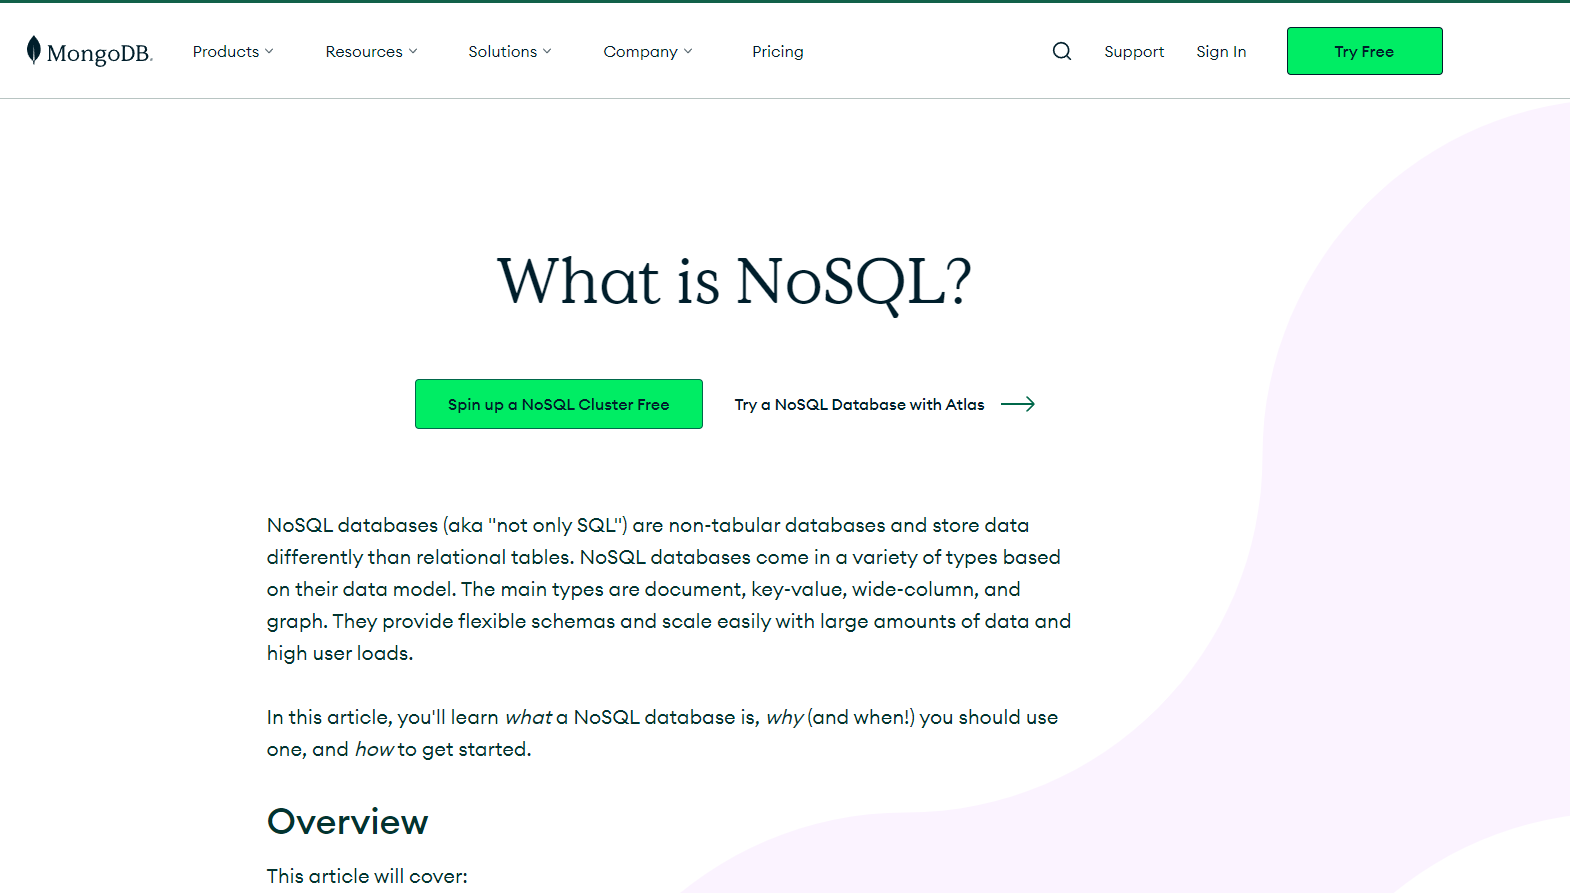 MongoDB.
Products
Resources
Solutions
Company
Pricing
Support
Sign In
Try Free
What is NoSQL?
Spin up a NoSQL Cluster Free
Try a NoSQL Database with Atlas
NoSQL databases (aka "not only SQL") are non-tabular databases and store data
differently than relational tables. NoSQL databases come in a variety of types based
on their data model. The main types are document, key-value, wide-column, and
graph. They provide flexible schemas and scale easily with large amounts of data and
high user loads.
In this article, you'll learn what a NoSQL database is, why (and when!) you should use
one, and how to get started.
Overview
This article will cover: